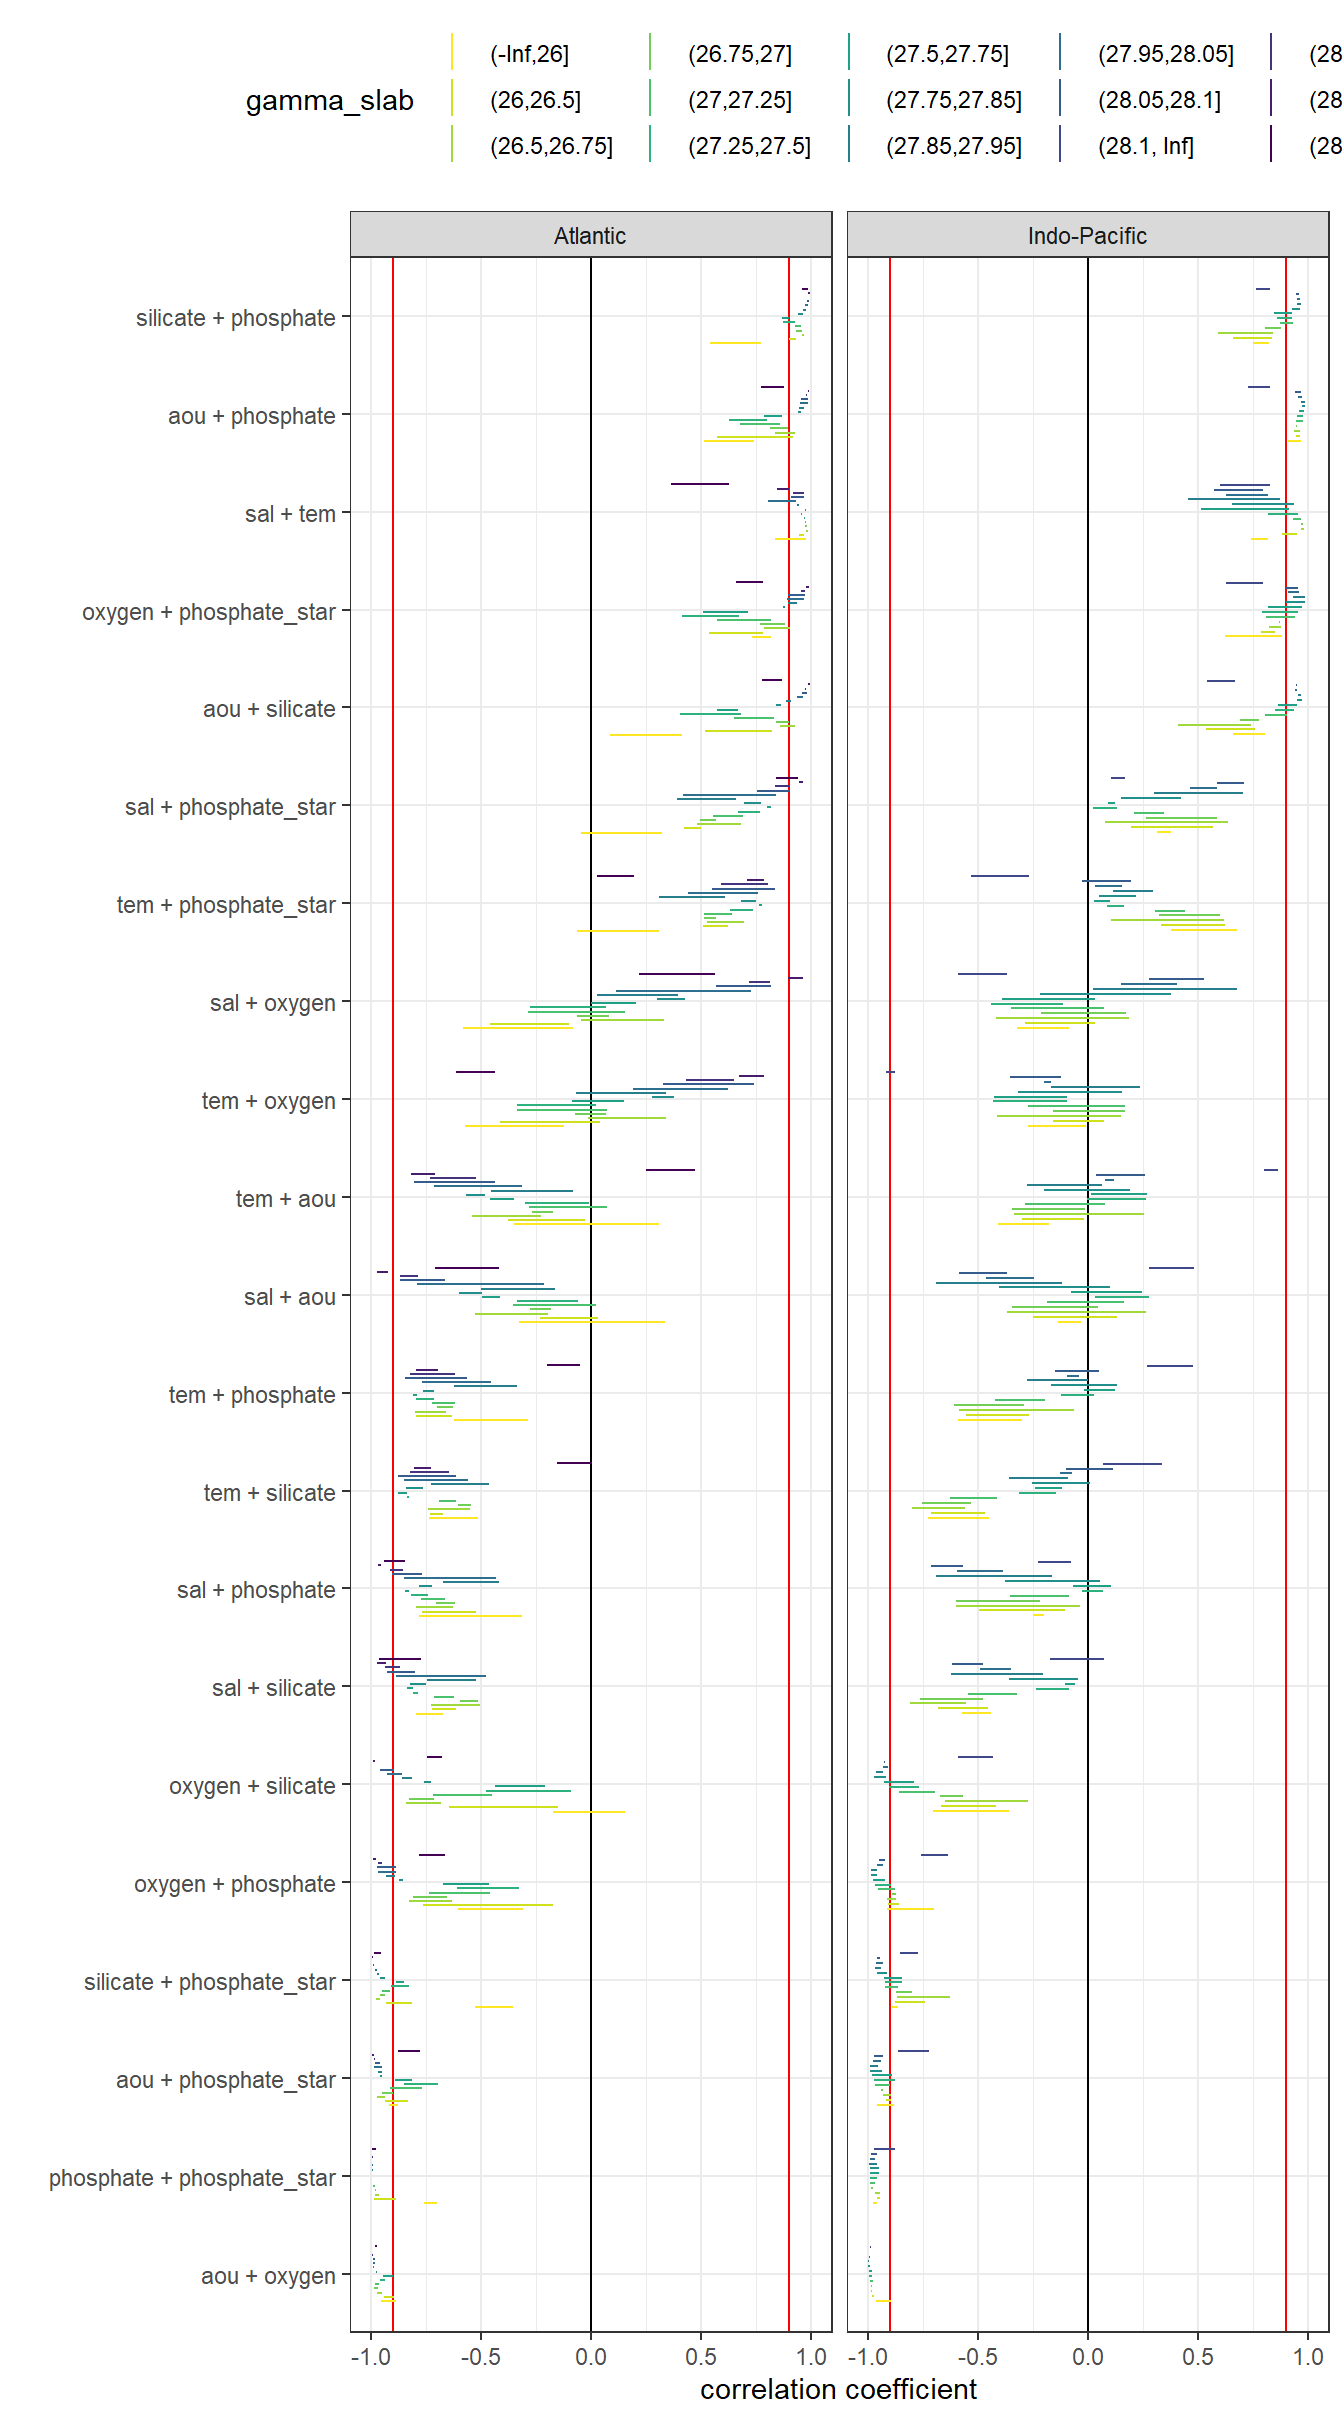 (-Inf,26] (26.75,27] (27.5,27.75] (27.95,28.05] (28
gamma_slab (26,26.5] (27,27.25] (27.75,27.85] (28.05,28.1] (28
(26.5,26.75] (27.25,27.5] (27.85,27.95] (28.1, Inf] (28
Atlantic Indo-Pacific
silicate + phosphate
aou + phosphate
sal + tem
oxygen + phosphate_star
aou + silicate
sal + phosphate_star
tem + phosphate_star
sal + oxygen
tem + oxygen
tem + aou
sal + aou
tem + phosphate
tem + silicate
sal + phosphate
sal + silicate
oxygen + silicate
oxygen + phosphate
silicate + phosphate_star
aou + phosphate_star
phosphate + phosphate_star
aou + oxygen
-1.0 -0.5 0.0 0.5 1.0 -1.0 -0.5 0.0 0.5 1.0
correlation coefficient